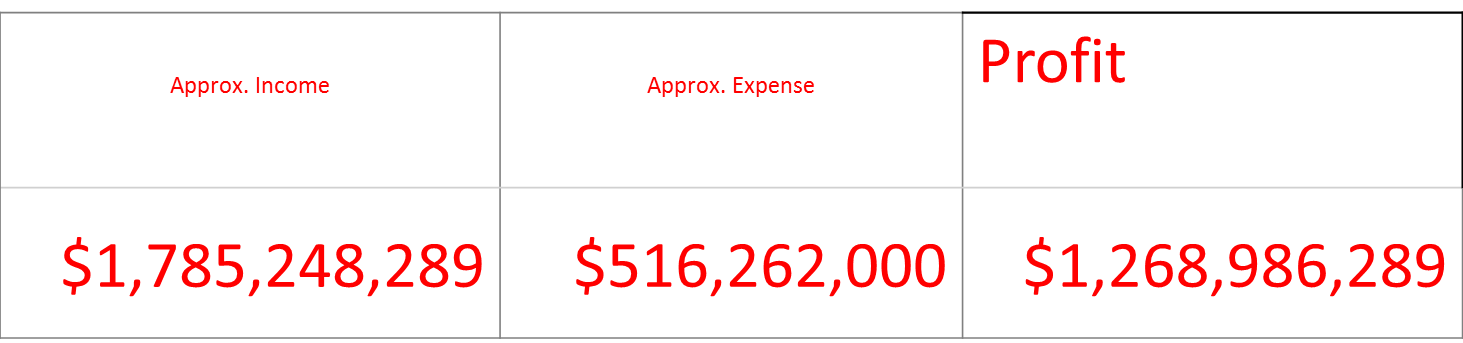 Approx. Income
Approx. Expense
Profit
$1,785,248,289
$516,262,000
$1,268,986,289